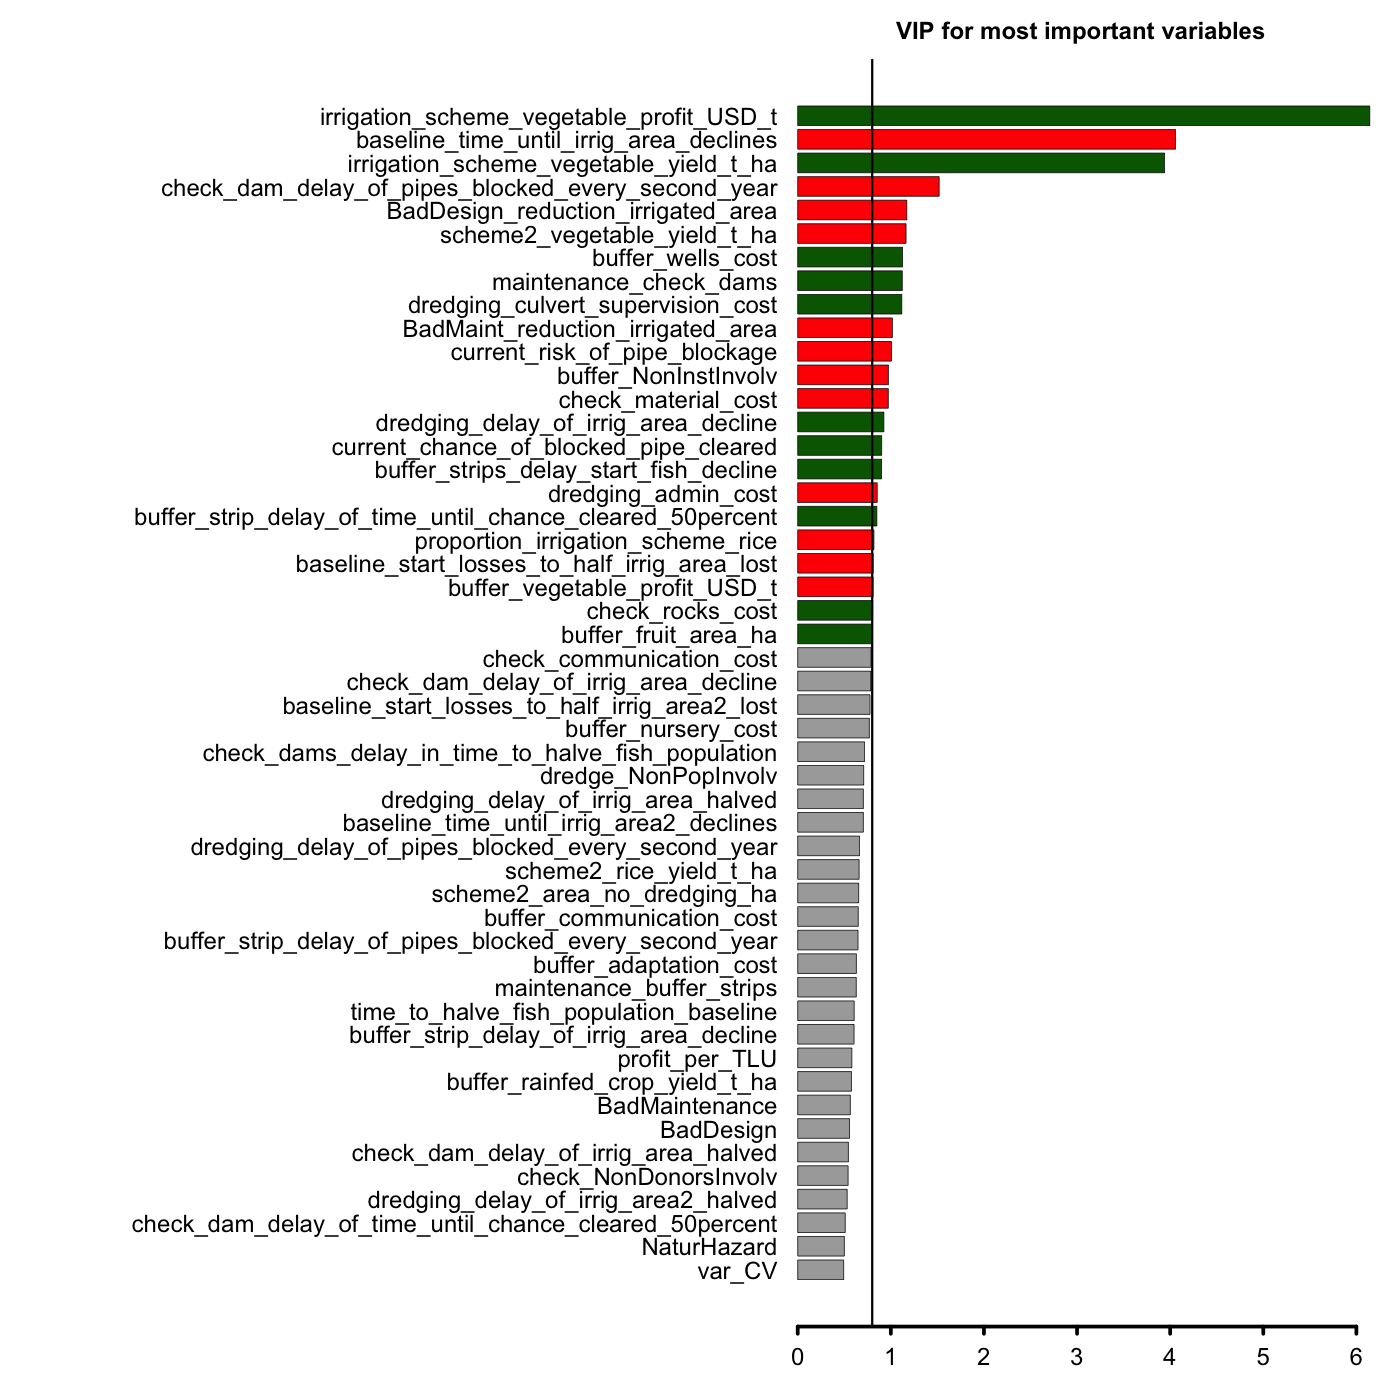 VIP for most important variables
irrigation_scheme_vegetable_profit_USD_t
baseline_time_until_irrig_area_declines
irrigation_scheme_vegetable_yield_t_ha
check_dam_delay_of_pipes_blocked_every_second_year
BadDesign_reduction_irrigated_area
scheme2_vegetable_yield_t_ha
buffer_wells_cost
maintenance_check_dams
dredging_culvert_supervision_cost
BadMaint_reduction_irrigated_area
current_risk_of_pipe_blockage
buffer_NonInstInvolv
check_material_cost
dredging_delay_of_irrig_area_decline
current_chance_of_blocked_pipe_cleared
buffer_strips_delay_start_fish_decline
dredging_admin_cost
buffer_strip_delay_of_time_until_chance_cleared_50percent
proportion_irrigation_scheme_rice
baseline_start_losses_to_half_irrig_area_lost
buffer_vegetable_profit_USD_t
check_rocks_cost
buffer_fruit_area_ha
check_communication_cost
check_dam_delay_of_irrig_area_decline
baseline_start_losses_to_half_irrig_area2_lost
buffer_nursery_cost
check_dams_delay_in_time_to_halve_fish_population
dredge_NonPopInvolv
dredging_delay_of_irrig_area_halved
baseline_time_until_irrig_area2_declines
dredging_delay_of_pipes_blocked_every_second_year
scheme2_rice_yield_t_ha
scheme2_area_no_dredging_ha
buffer_communication_cost
buffer_strip_delay_of_pipes_blocked_every_second_year
buffer_adaptation_cost
maintenance_buffer_strips
time_to_halve_fish_population_baseline
buffer_strip_delay_of_irrig_area_decline
profit_per_TLU
buffer_rainfed_crop_yield_t_ha
BadMaintenance
BadDesign
check_dam_delay_of_irrig_area_halved
check_NonDonorsInvolv
dredging_delay_of_irrig_area2_halved
check_dam_delay_of_time_until_chance_cleared_50percent
NaturHazard
var_CV
0 1 2 3 4 5 6